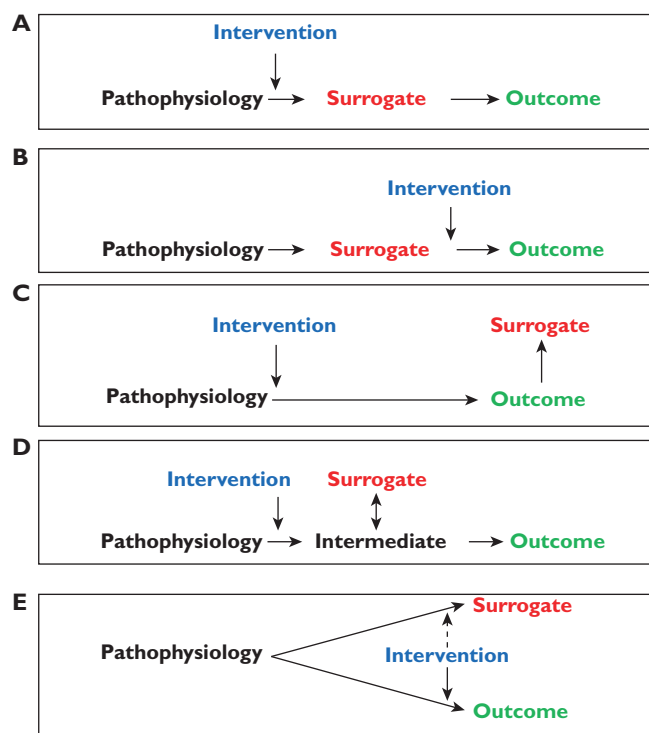 A
Intervention
Pathophysiology Surrogate Outcome
B
Intervention
Pathophysiology Surrogate Outcome
C
Intervention Surrogate
Pathophysiology Outcome
D
Intervention Surrogate
Pathophysiology Intermediate Outcome
E
Surrogate
Pathophysiology Intervention
Outcome